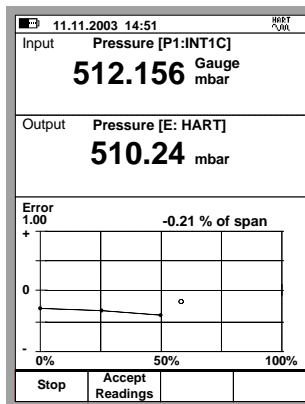 11.11.2003 14:51 HART
Input Pressure [P1:INT1C]
512.156 Gauge mbar
Output Pressure [E: HART]
510.24 mbar
Error
1.00 -0.21 % of span
+
0
-
0% 50% 100%
Stop Accept Readings